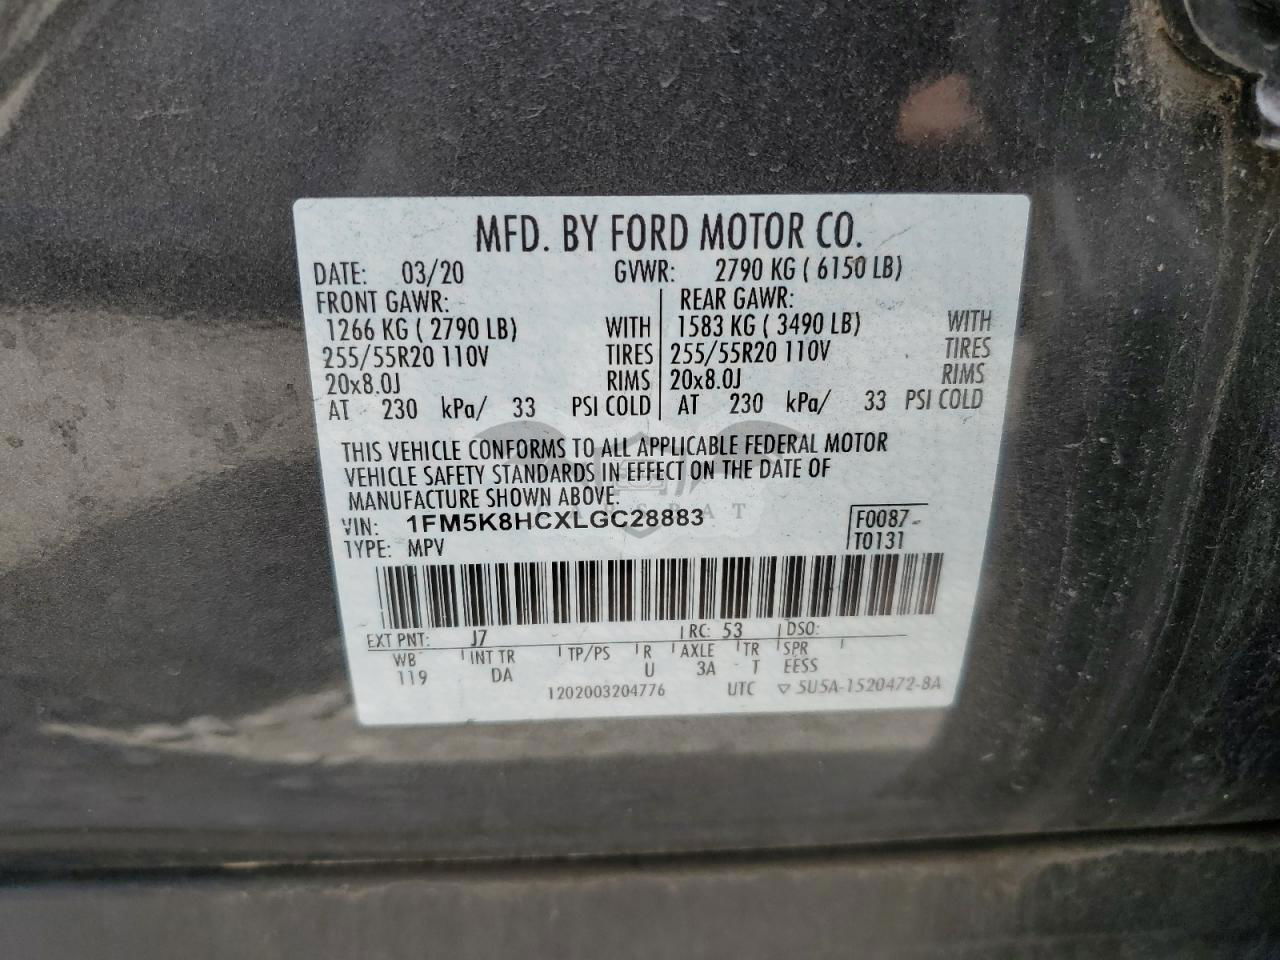 MFD. BY FORD MOTOR CO.
DATE: 03/20 GVWR: 2790 KG ( 6150 LB)
FRONT GAWR: REAR GAWR:
1266 KG ( 2790 LB) WITH 1583 KG ( 3490 LB) WITH
255/55R20 110V TIRES 255/55R20 110V TIRES
20x8.0J RIMS 20x8.0J RIMS
AT 230 kPa/ 33 PSI COLD AT 230 kPa/ 33 PSI COLD
THIS VEHICLE CONFORMS TO ALL APPLICABLE FEDERAL MOTOR
VEHICLE SAFETY STANDARDS IN EFFECT ON THE DATE OF
MANUFACTURE SHOWN ABOVE.
VIN: 1FM5K8HCXLGC28883 F0087
TYPE: MPV T0131
EXT PNT: J7 RC: 53 DSO:
WB INT TR TP/PS R AXLE TR SPR
119 DA U 3A T EESS
1202003204776 UTC ▽ 5U5A-1520472-BA